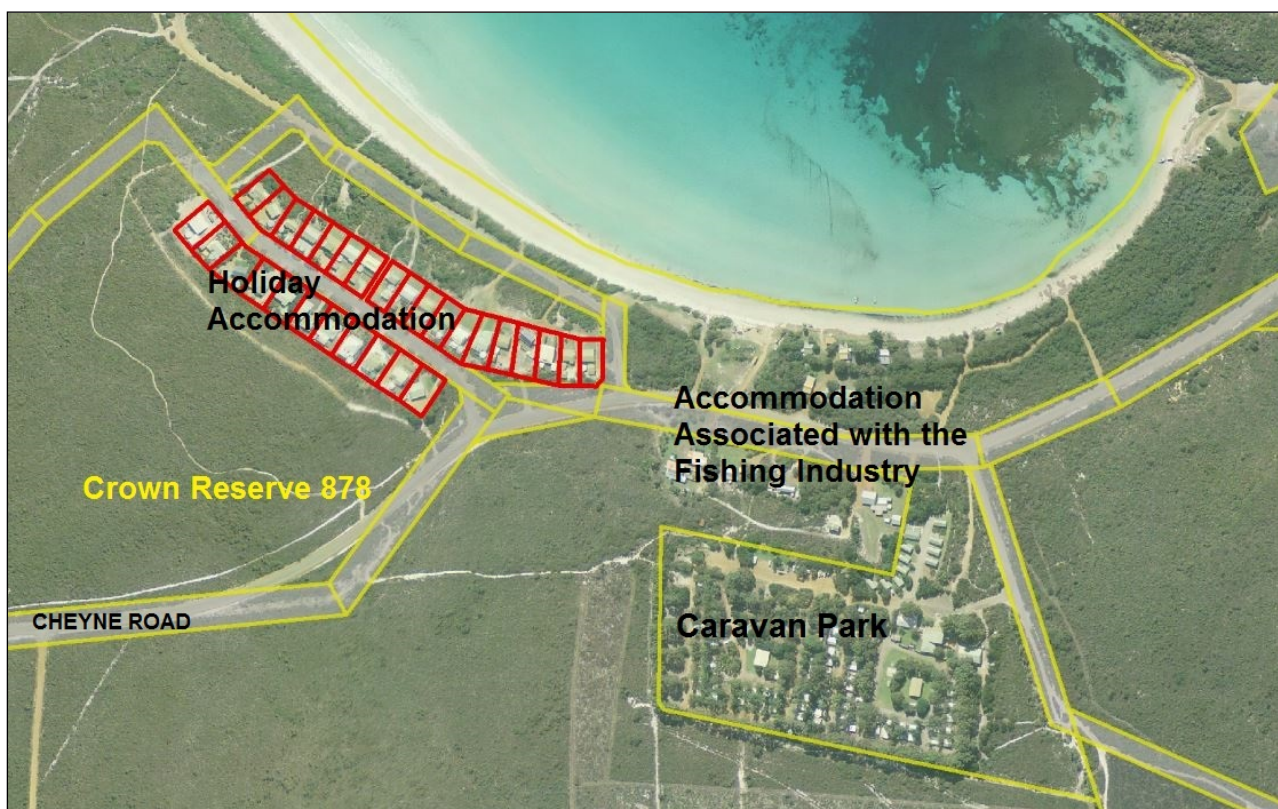 Holiday
Accommodation
Accommodation
Associated with the
Fishing Industry
Crown Reserve 878
CHEYNE ROAD
Caravan Park